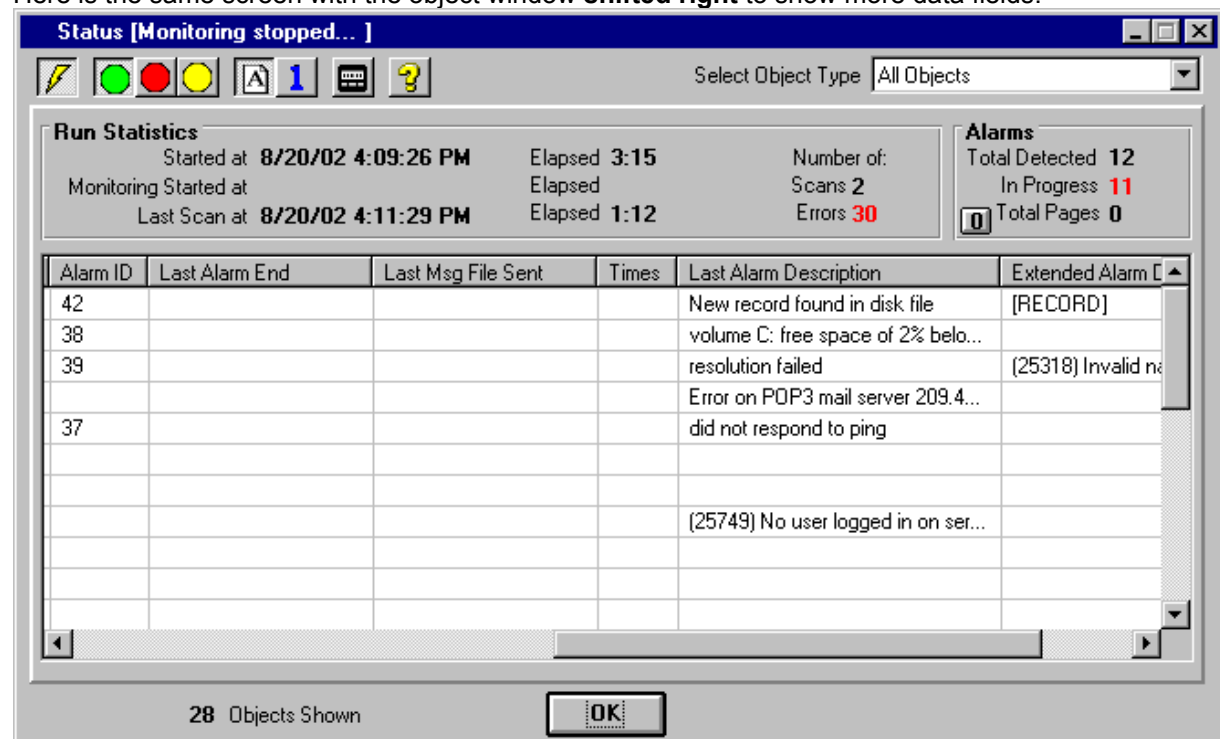 Here is the same screen with the object window shifted right to show more data fields.
Status [Monitoring stopped... ]
A 1 ? Select Object Type All Objects
Run Statistics
Started at 8/20/02 4:09:26 PM Elapsed 3:15 Number of:
Monitoring Started at Elapsed Scans 2
Last Scan at 8/20/02 4:11:29 PM Elapsed 1:12 Errors 30
Alarms
Total Detected 12
In Progress 11
0 Total Pages 0
Alarm ID Last Alarm End Last Msg File Sent Times Last Alarm Description Extended Alarm D
42 New record found in disk file [RECORD]
38 volume C: free space of 2% belo...
39 resolution failed (25318) Invalid na
Error on POP3 mail server 209.4...
37 did not respond to ping
(25749) No user logged in on ser...
28 Objects Shown OK